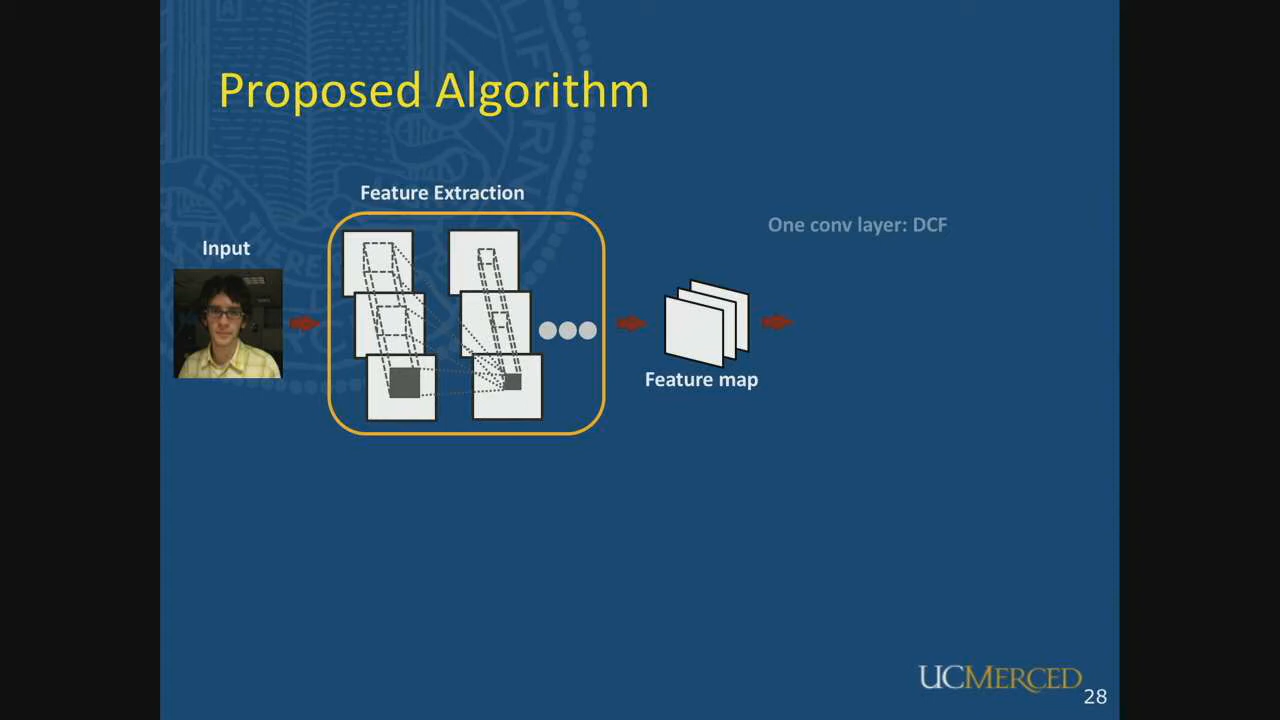 Proposed Algorithm
Feature Extraction
One conv layer: DCF
Input
Feature map
UCMERCED
28